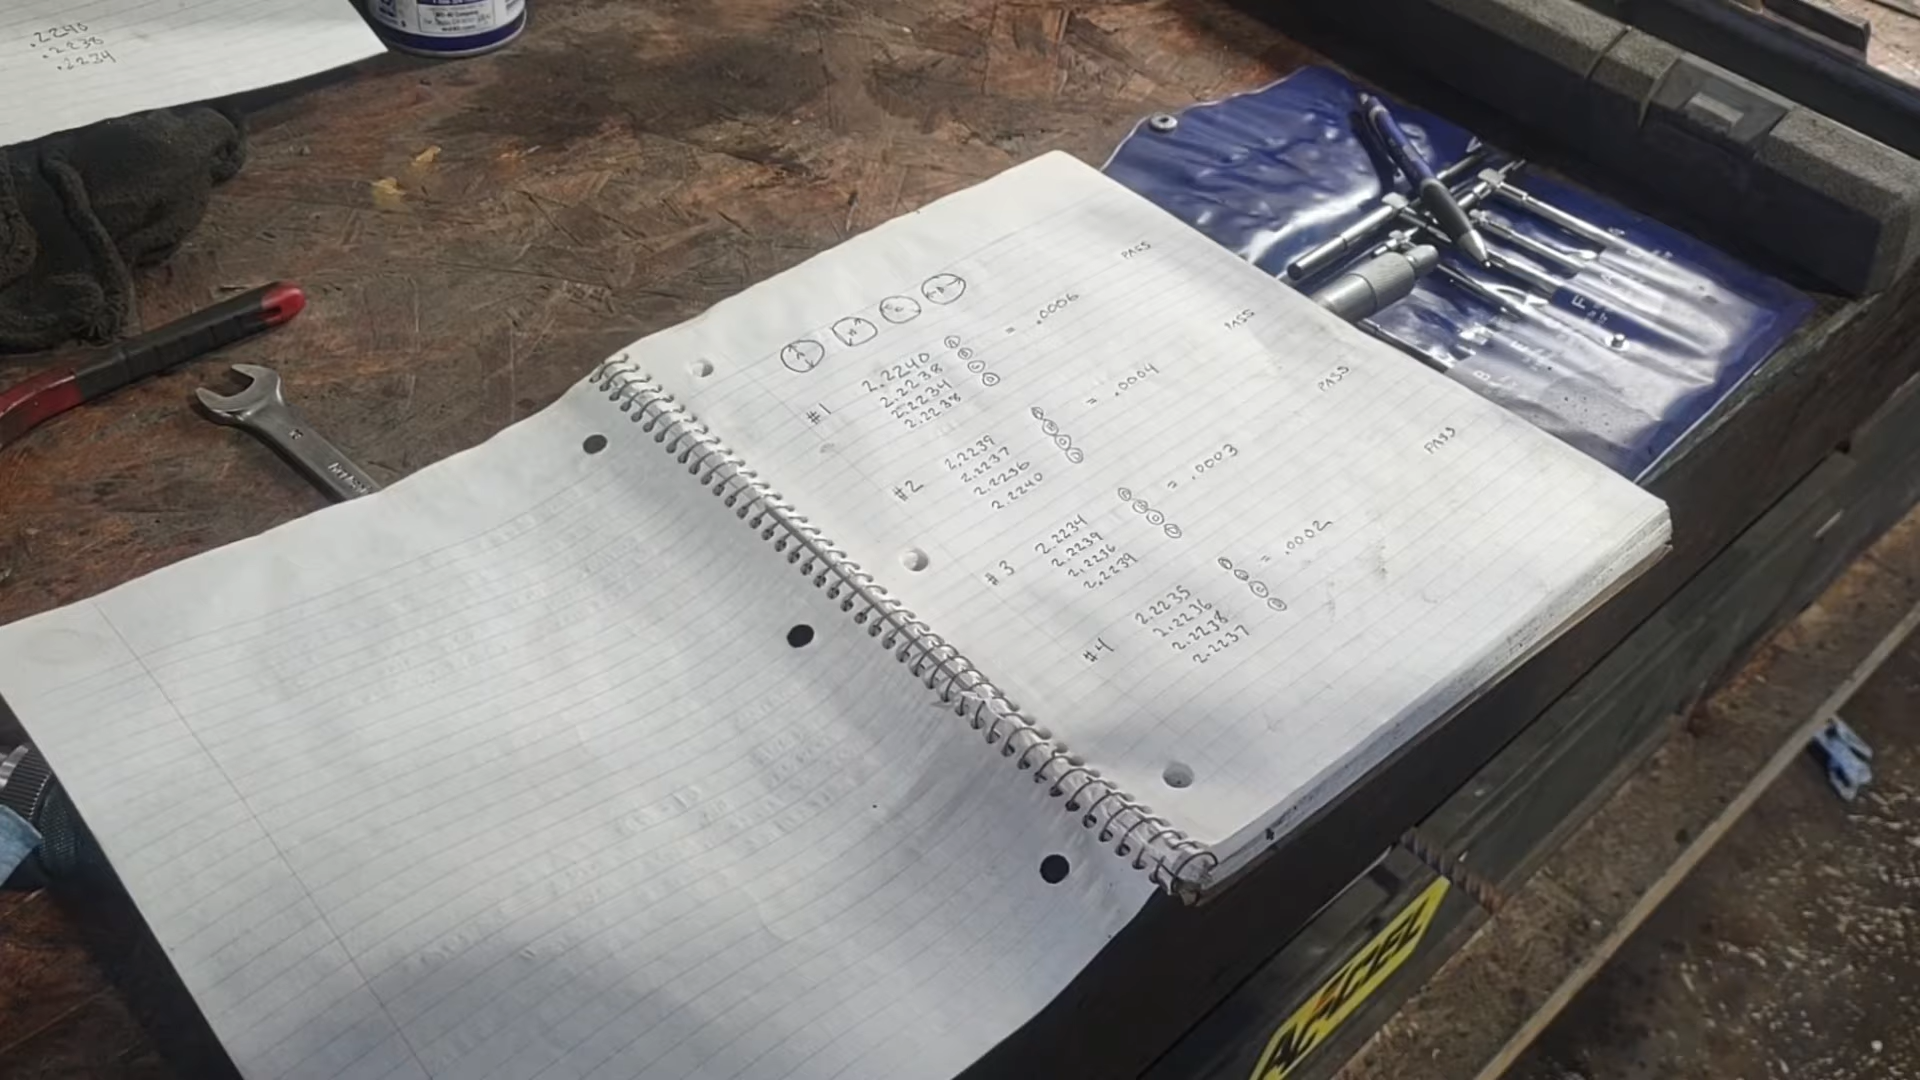 .2240
.2238
.2234
#1
2.2240 A
2.2238 B
2.2234 C
2.2238 D
= .0006
PASS
#2
2.2239 A
2.2237 B
2.2236 C
2.2240 D
= .0004
PASS
#3
2.2234
2.2239 B
2.2236 C
2.2239 D
= .0003
PASS
#4
2.2235
2.2236
2.2238 C
2.2237 D
= .0002
PASS
F
ACCEL